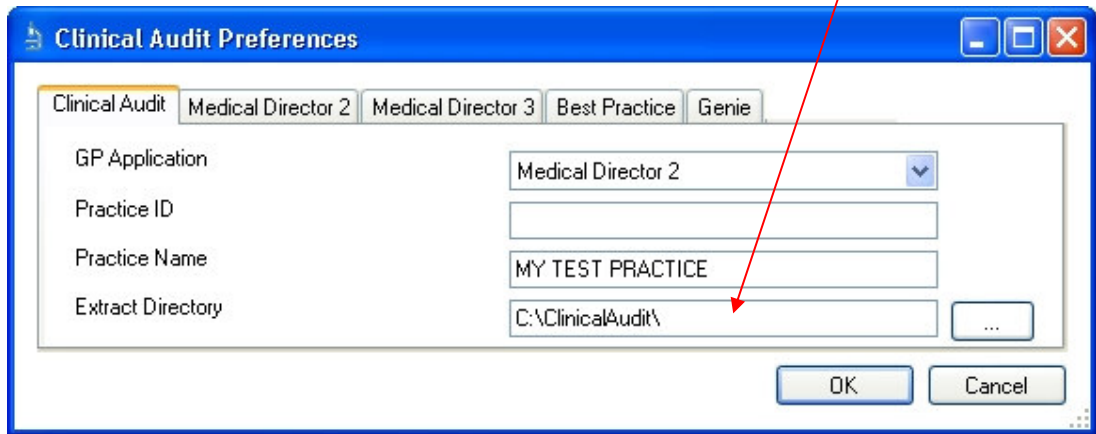 Clinical Audit Preferences
Clinical Audit Medical Director 2 Medical Director 3 Best Practice Genie
GP Application Medical Director 2
Practice ID
Practice Name MY TEST PRACTICE
Extract Directory C:\ClinicalAudit\ ...
OK Cancel